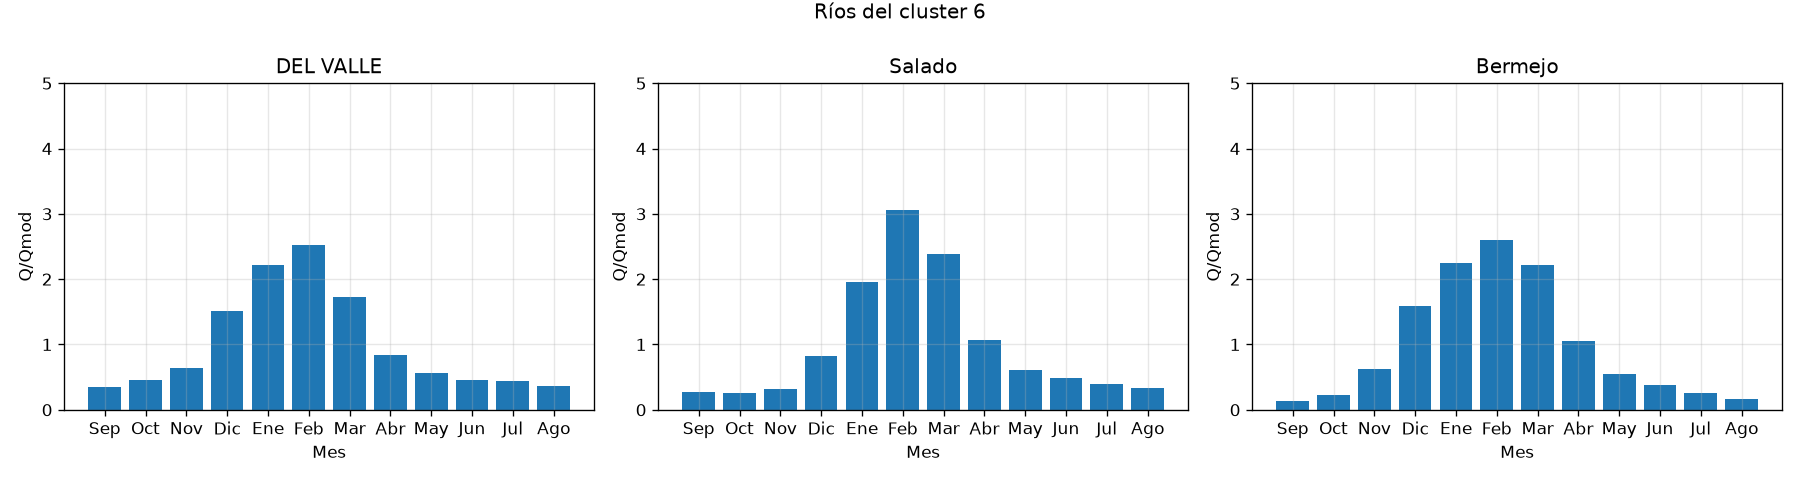 Ríos del cluster 6
DEL VALLE
Q/Qmod
5
4
3
2
1
0
Sep Oct Nov Dic Ene Feb Mar Abr May Jun Jul Ago
Mes
Salado
Q/Qmod
5
4
3
2
1
0
Sep Oct Nov Dic Ene Feb Mar Abr May Jun Jul Ago
Mes
Bermejo
Q/Qmod
5
4
3
2
1
0
Sep Oct Nov Dic Ene Feb Mar Abr May Jun Jul Ago
Mes